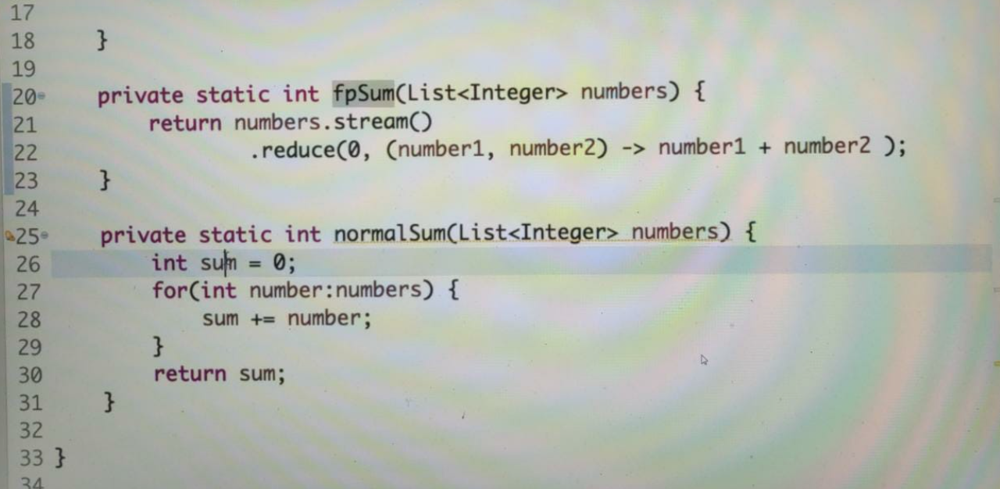 17
18 }
19
20 private static int fpSum(List<Integer> numbers) {
21 return numbers.stream()
22 .reduce(0, (number1, number2) -> number1 + number2 );
23 }
24
25 private static int normalSum(List<Integer> numbers) {
26 int sum = 0;
27 for(int number:numbers) {
28 sum += number;
29 }
30 return sum;
31 }
32
33 }
34